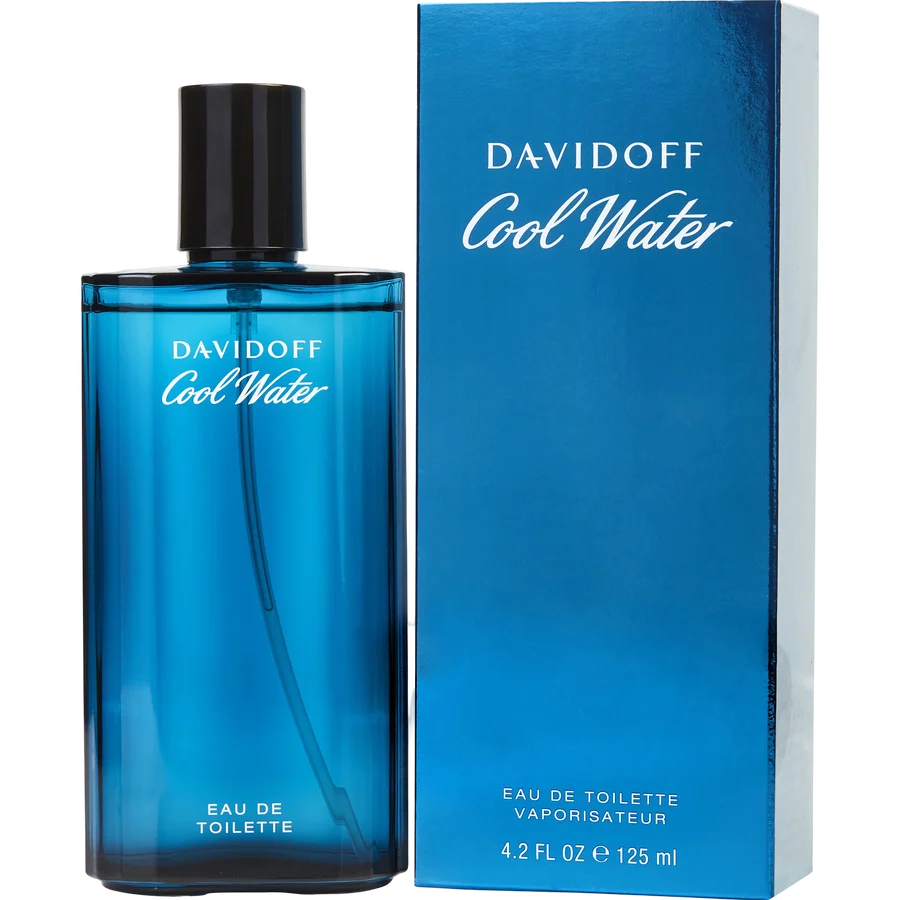 DAVIDOFF
Cool Water
EAU DE
TOILETTE
DAVIDOFF
Cool Water
EAU DE TOILETTE
VAPORISATEUR
4.2 FL OZ ℮ 125 ml